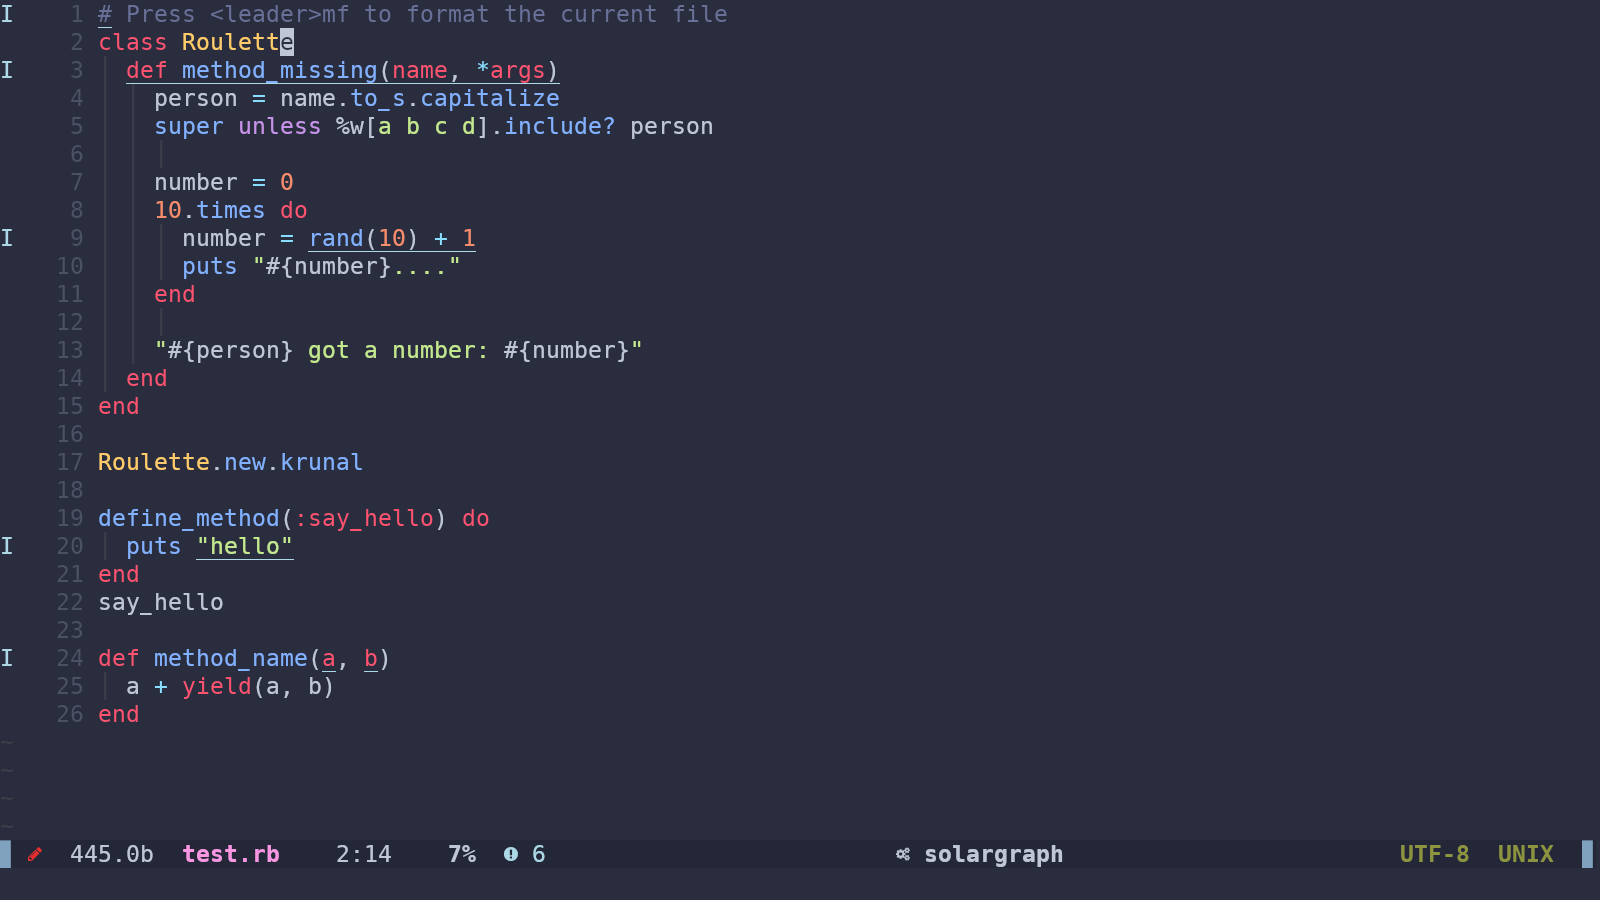 I 1 # Press <leader>mf to format the current file
2 class Roulette
I 3 def method_missing(name, *args)
4 person = name.to_s.capitalize
5 super unless %w[a b c d].include? person
6
7 number = 0
8 10.times do
I 9 number = rand(10) + 1
10 puts "#{number}...."
11 end
12
13 "#{person} got a number: #{number}"
14 end
15 end
16
17 Roulette.new.krunal
18
19 define_method(:say_hello) do
I 20 puts "hello"
21 end
22 say_hello
23
I 24 def method_name(a, b)
25 a + yield(a, b)
26 end
~
~
~
~
445.0b test.rb 2:14 7% 6 solargraph UTF-8 UNIX